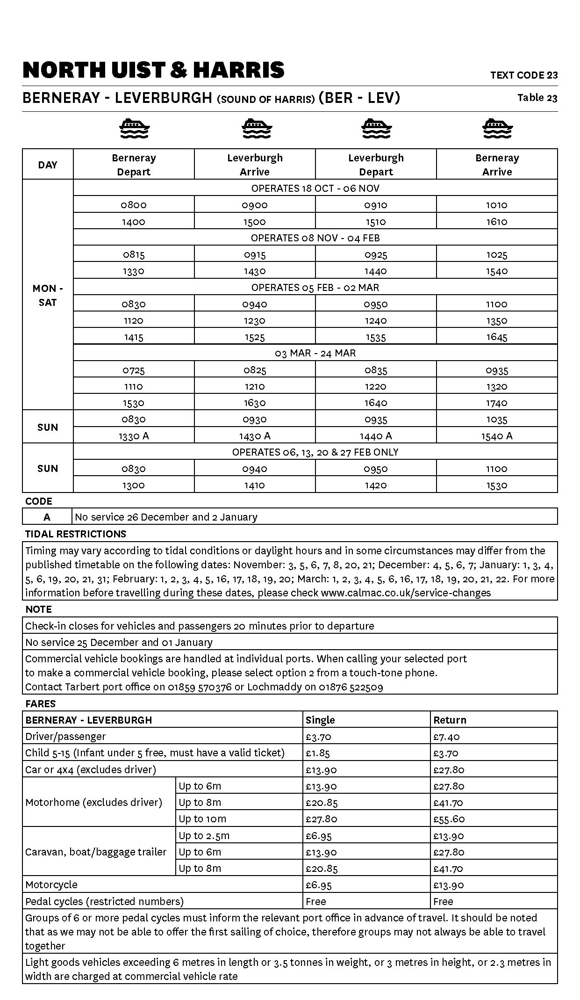 NORTH UIST & HARRIS
TEXT CODE 23
BERNERAY - LEVERBURGH (SOUND OF HARRIS) (BER - LEV)
Table 23
DAY Berneray Depart Leverburgh Arrive Leverburgh Depart Berneray Arrive
MON - SAT
OPERATES 18 OCT - 06 NOV
0800 0900 0910 1010
1400 1500 1510 1610
OPERATES 08 NOV - 04 FEB
0815 0915 0925 1025
1330 1430 1440 1540
OPERATES 05 FEB - 02 MAR
0830 0940 0950 1100
1120 1230 1240 1350
1415 1525 1535 1645
03 MAR - 24 MAR
0725 0825 0835 0935
1110 1210 1220 1320
1530 1630 1640 1740
SUN
0830 0930 0935 1035
1330 A 1430 A 1440 A 1540 A
SUN
OPERATES 06, 13, 20 & 27 FEB ONLY
0830 0940 0950 1100
1300 1410 1420 1530
CODE
A No service 26 December and 2 January
TIDAL RESTRICTIONS
Timing may vary according to tidal conditions or daylight hours and in some circumstances may differ from the
published timetable on the following dates: November: 3, 5, 6, 7, 8, 20, 21; December: 4, 5, 6, 7; January: 1, 3, 4,
5, 6, 19, 20, 21, 31; February: 1, 2, 3, 4, 5, 16, 17, 18, 19, 20; March: 1, 2, 3, 4, 5, 6, 16, 17, 18, 19, 20, 21, 22. For more
information before travelling during these dates, please check www.calmac.co.uk/service-changes
NOTE
Check-in closes for vehicles and passengers 20 minutes prior to departure
No service 25 December and 01 January
Commercial vehicle bookings are handled at individual ports. When calling your selected port
to make a commercial vehicle booking, please select option 2 from a touch-tone phone.
Contact Tarbert port office on 01859 570376 or Lochmaddy on 01876 522509
FARES
BERNERAY - LEVERBURGH Single Return
Driver/passenger £3.70 £7.40
Child 5-15 (Infant under 5 free, must have a valid ticket) £1.85 £3.70
Car or 4x4 (excludes driver) £13.90 £27.80
Motorhome (excludes driver)
Up to 6m £13.90 £27.80
Up to 8m £20.85 £41.70
Up to 10m £27.80 £55.60
Caravan, boat/baggage trailer
Up to 2.5m £6.95 £13.90
Up to 6m £13.90 £27.80
Up to 8m £20.85 £41.70
Motorcycle £6.95 £13.90
Pedal cycles (restricted numbers) Free Free
Groups of 6 or more pedal cycles must inform the relevant port office in advance of travel. It should be noted
that as we may not be able to offer the first sailing of choice, therefore groups may not always be able to travel
together
Light goods vehicles exceeding 6 metres in length or 3.5 tonnes in weight, or 3 metres in height, or 2.3 metres in
width are charged at commercial vehicle rate